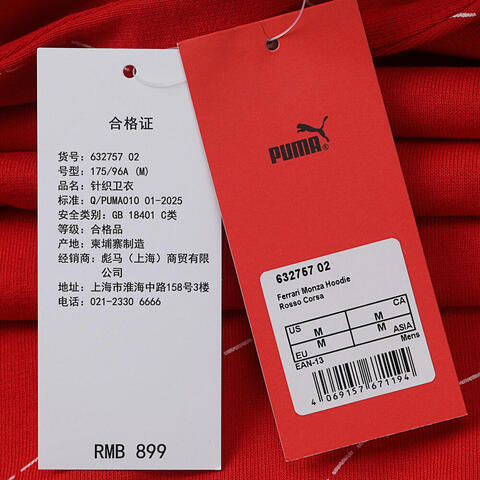 合格证
货号: 632757 02
号型: 175/96A (M)
品名: 针织卫衣
标准: Q/PUMA010 01-2025
安全类别: GB 18401 C类
等级: 合格品
产地: 柬埔寨制造
经销商: 彪马（上海）商贸有限
公司
地址: 上海市淮海中路158号3楼
电话: 021-2330 6666
RMB 899
PUMA®
632757 02
Ferrari Monza Hoodie
Rosso Corsa
US M M CA
EU M M ASIA
EAN-13 Mens
4 069157 671194